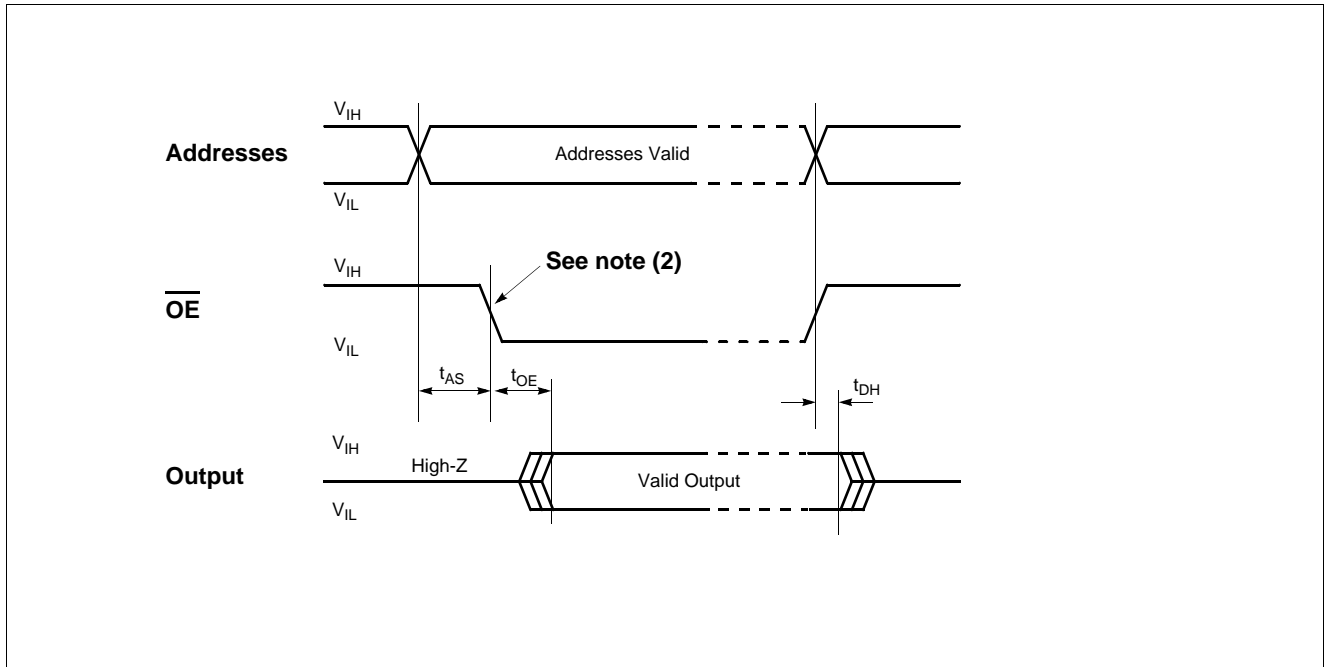 V_IH
Addresses
Addresses Valid
V_IL
See note (2)
V_IH
OE
V_IL
t_AS
t_OE
t_DH
V_IH
High-Z
Output
Valid Output
V_IL